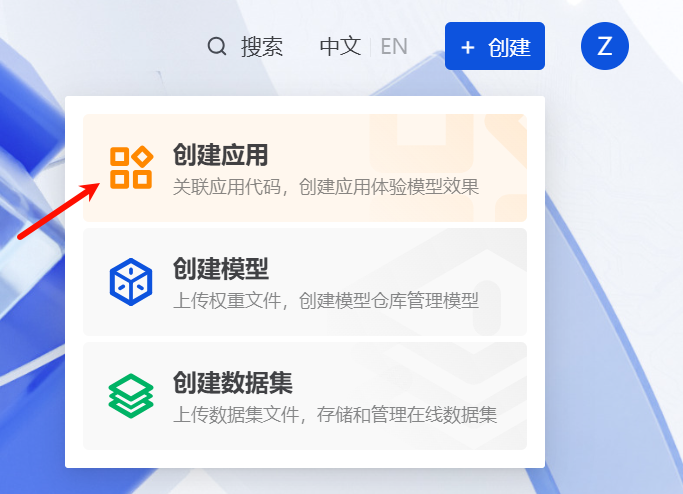 搜索 中文 EN + 创建 Z
创建应用
关联应用代码，创建应用体验模型效果
创建模型
上传权重文件，创建模型仓库管理模型
创建数据集
上传数据集文件，存储和管理在线数据集